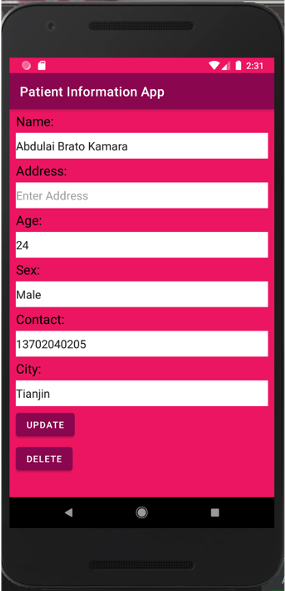 2:31
Patient Information App
Name:
Abdulai Brato Kamara
Address:
Enter Address
Age:
24
Sex:
Male
Contact:
13702040205
City:
Tianjin
UPDATE
DELETE